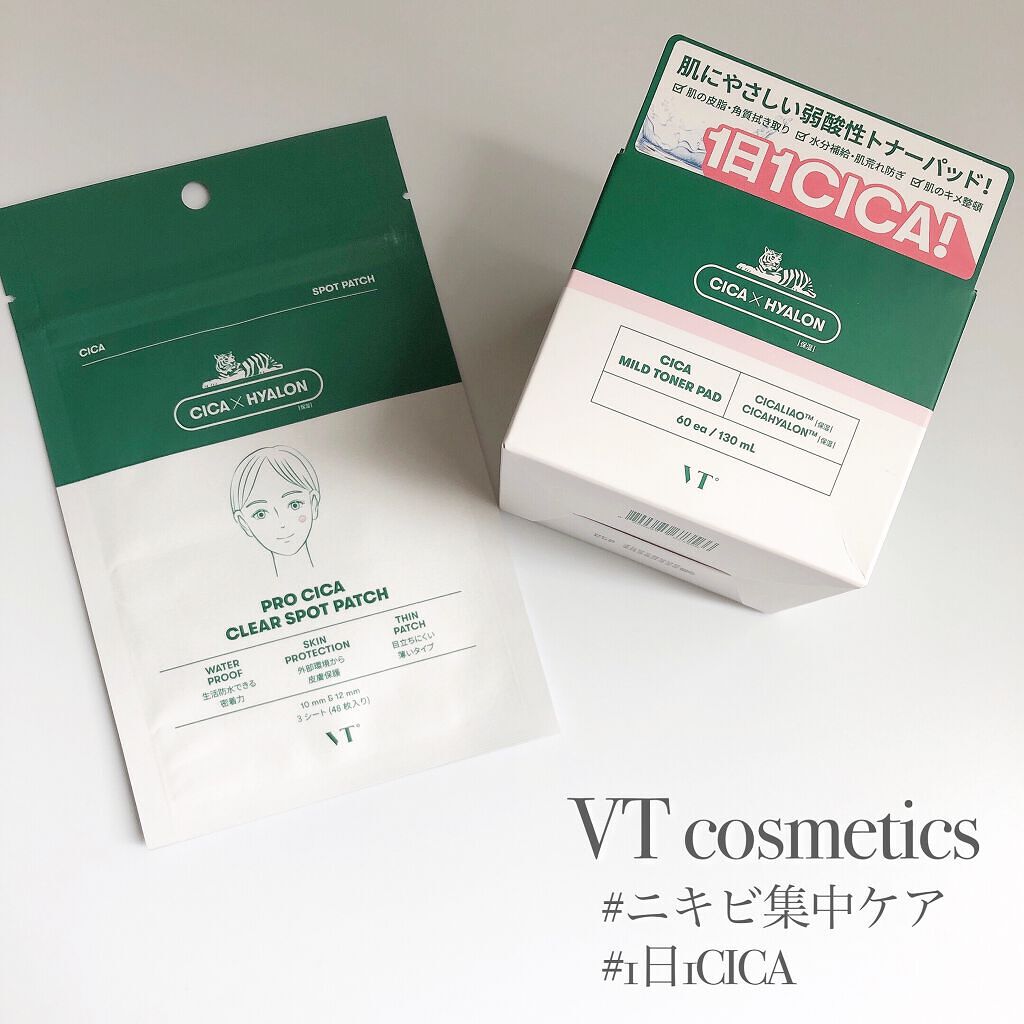 SPOT PATCH
CICA
CICA×HYALON
[保湿]
PRO CICA
CLEAR SPOT PATCH
WATER
PROOF
生活防水できる
密着力
SKIN
PROTECTION
外部環境から
皮膚保護
THIN
PATCH
目立ちにくい
薄いタイプ
10 mm & 12 mm
3 シート (48 枚入り)
VT
肌にやさしい弱酸性トナーパッド!
肌の皮脂・角質拭き取り 水分補給・肌荒れ防ぎ 肌のキメ整頓
1日1CICA!
CICA×HYALON
[保湿]
CICA
MILD TONER PAD
CICALIAO™ [保湿]
CICAHYALON™ [保湿]
60 ea / 130 mL
VT
VT cosmetics
#ニキビ集中ケア
#1日1CICA